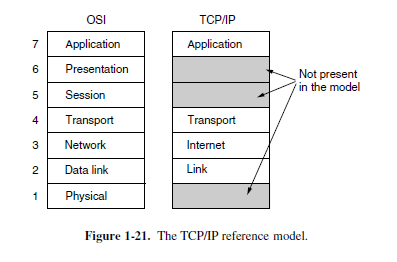 OSI TCP/IP
7 Application Application
6 Presentation
5 Session
Not present
in the model
4 Transport Transport
3 Network Internet
2 Data link Link
1 Physical
Figure 1-21. The TCP/IP reference model.